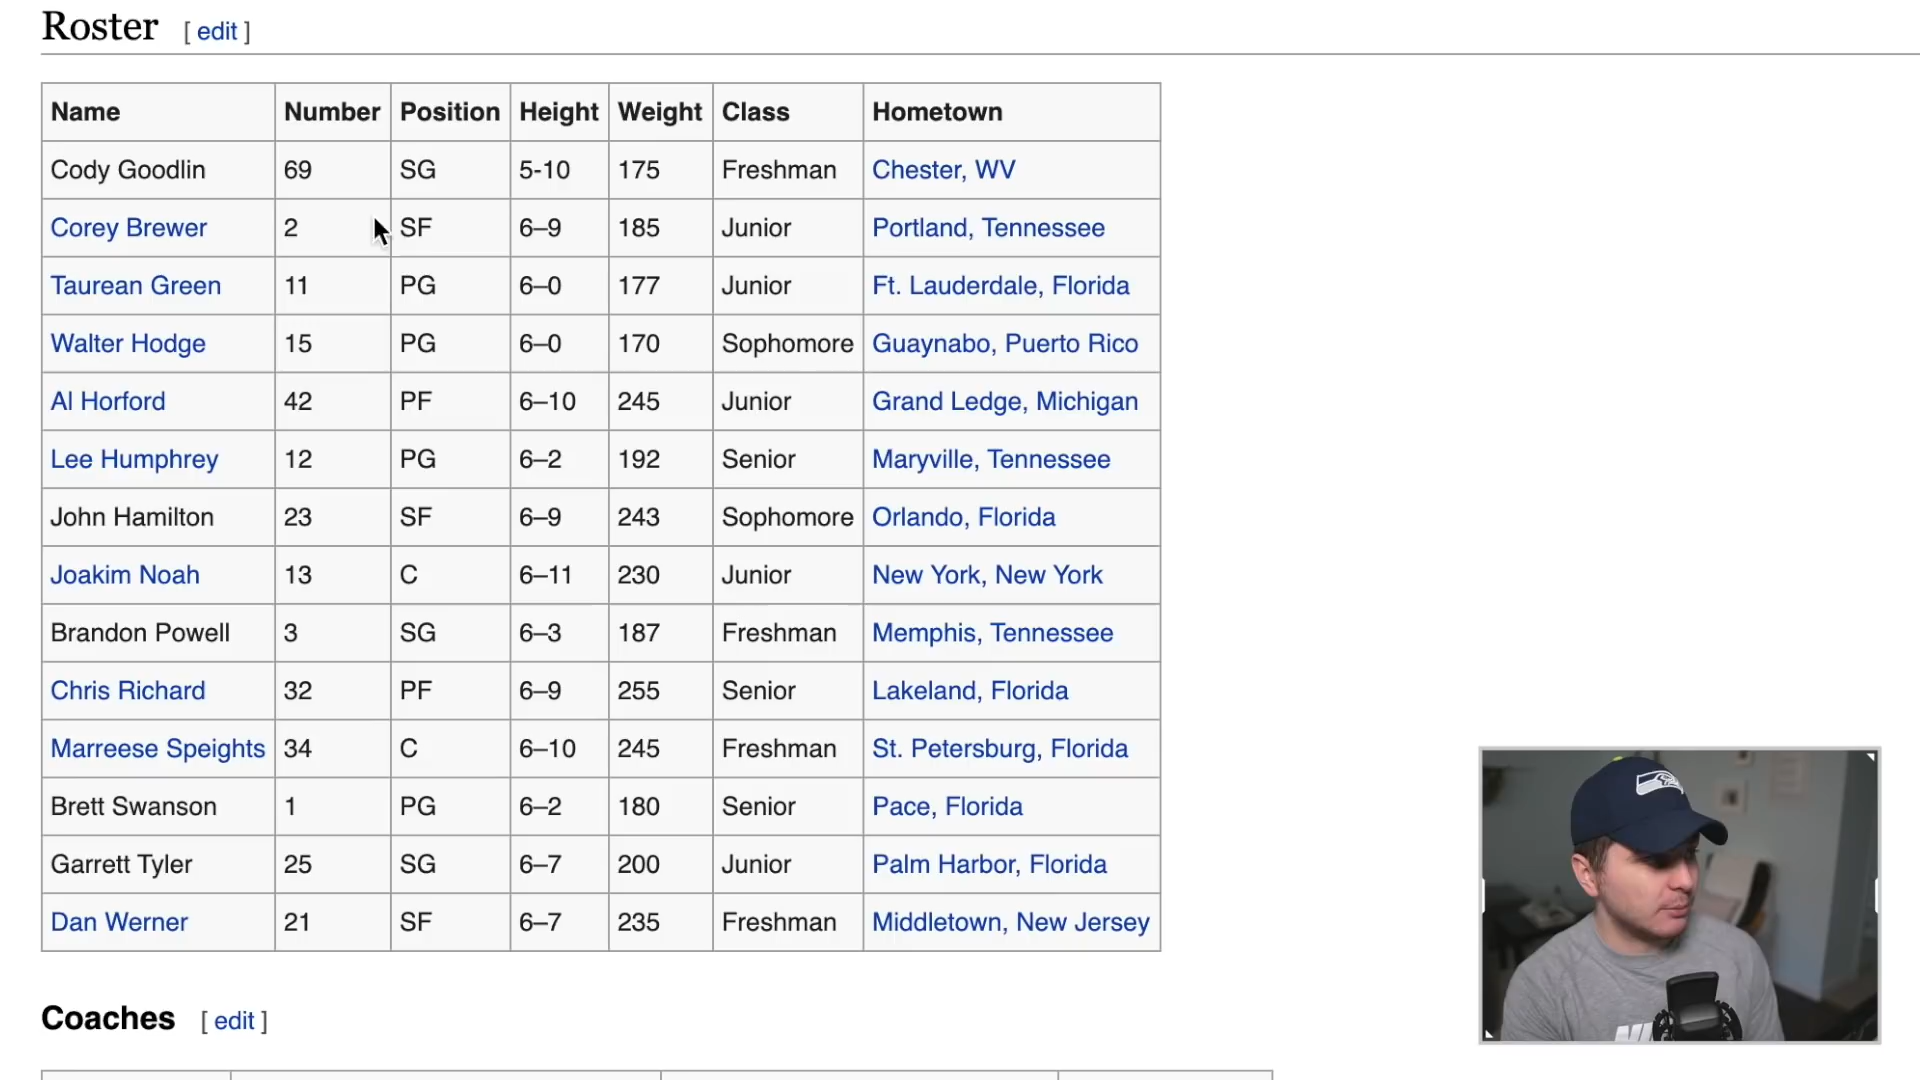 Roster [ edit ]
Name Number Position Height Weight Class Hometown
Cody Goodlin 69 SG 5-10 175 Freshman Chester, WV
Corey Brewer 2 SF 6–9 185 Junior Portland, Tennessee
Taurean Green 11 PG 6–0 177 Junior Ft. Lauderdale, Florida
Walter Hodge 15 PG 6–0 170 Sophomore Guaynabo, Puerto Rico
Al Horford 42 PF 6–10 245 Junior Grand Ledge, Michigan
Lee Humphrey 12 PG 6–2 192 Senior Maryville, Tennessee
John Hamilton 23 SF 6–9 243 Sophomore Orlando, Florida
Joakim Noah 13 C 6–11 230 Junior New York, New York
Brandon Powell 3 SG 6–3 187 Freshman Memphis, Tennessee
Chris Richard 32 PF 6–9 255 Senior Lakeland, Florida
Marreese Speights 34 C 6–10 245 Freshman St. Petersburg, Florida
Brett Swanson 1 PG 6–2 180 Senior Pace, Florida
Garrett Tyler 25 SG 6–7 200 Junior Palm Harbor, Florida
Dan Werner 21 SF 6–7 235 Freshman Middletown, New Jersey
Coaches [ edit ]